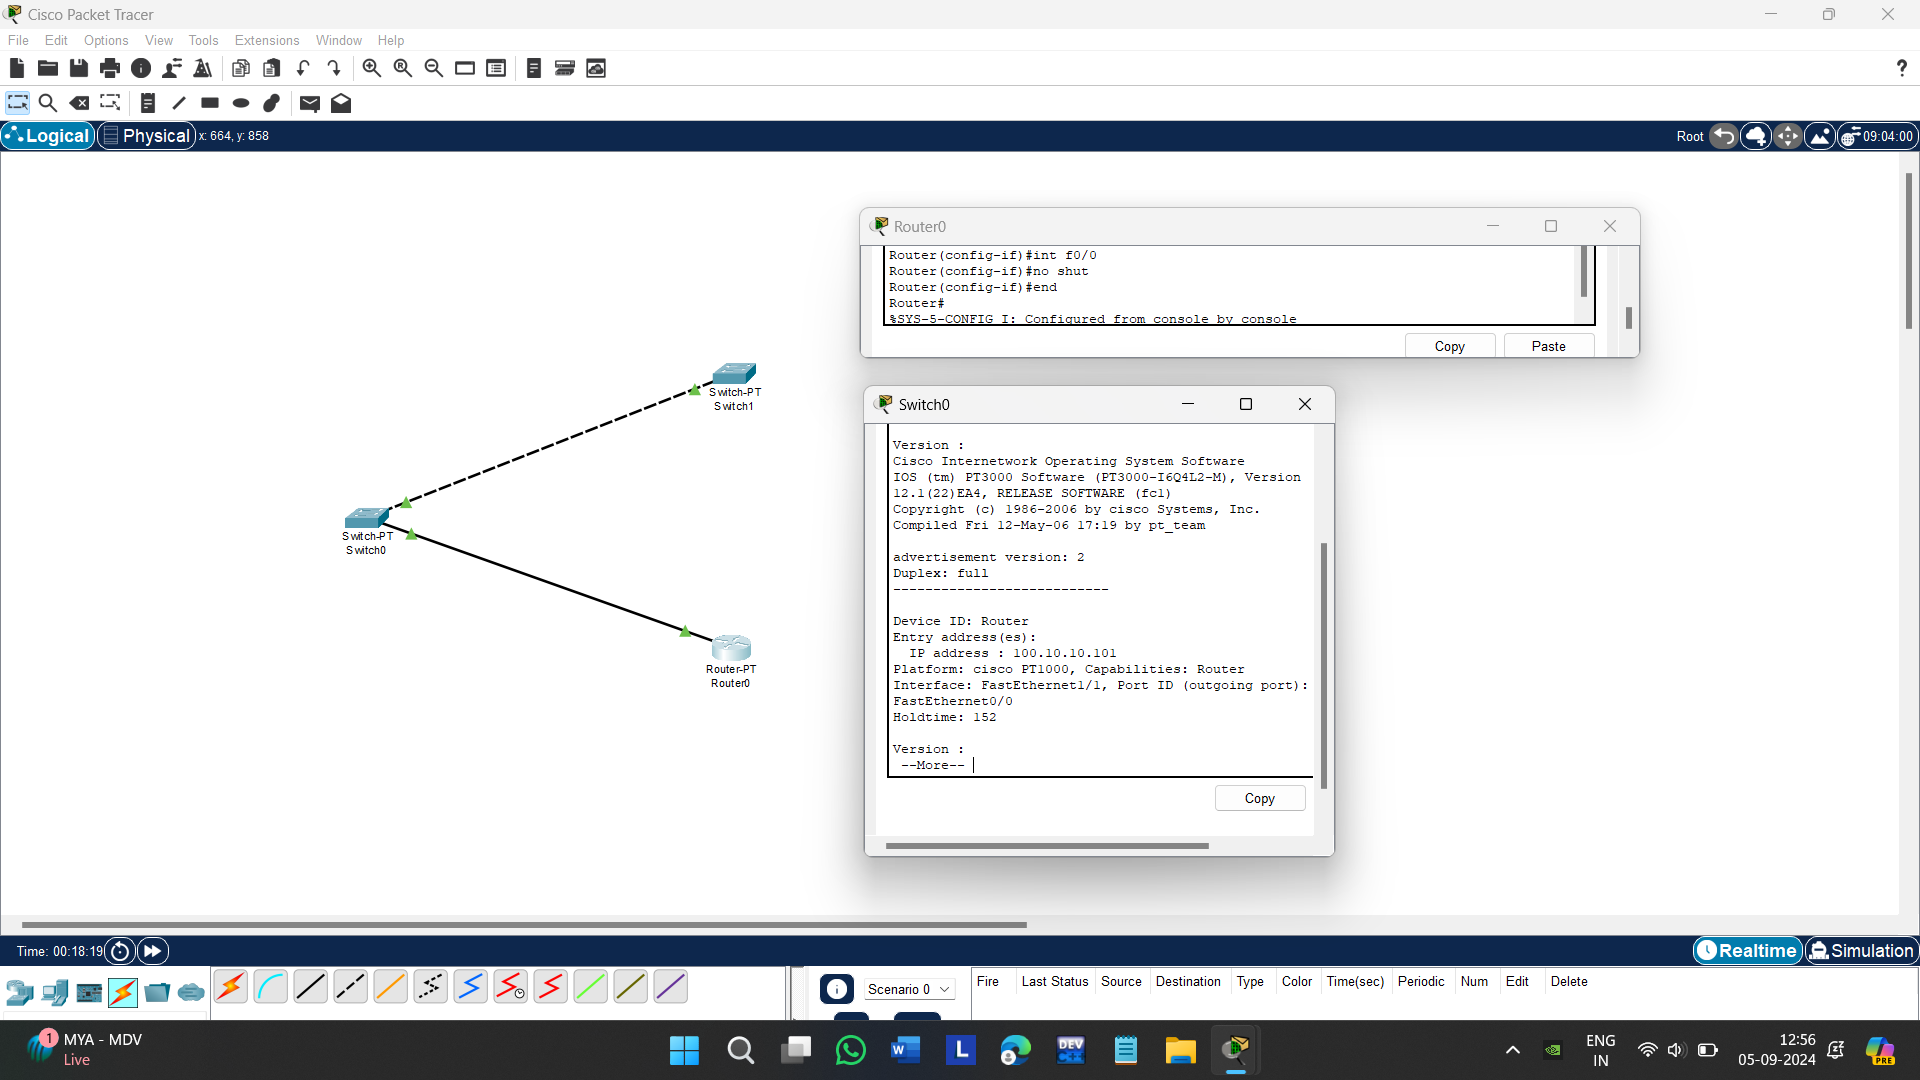 Cisco Packet Tracer
File Edit Options View Tools Extensions Window Help
?
Logical Physical x: 664, y: 858 Root 09:04:00
Router0
Router(config-if)#int f0/0
Router(config-if)#no shut
Router(config-if)#end
Router#
%SYS-5-CONFIG_I: Configured from console by console
Copy Paste
Switch-PT
Switch1
Switch-PT
Switch0
Router-PT
Router0
Switch0
Version :
Cisco Internetwork Operating System Software
IOS (tm) PT3000 Software (PT3000-I6Q4L2-M), Version
12.1(22)EA4, RELEASE SOFTWARE (fc1)
Copyright (c) 1986-2006 by cisco Systems, Inc.
Compiled Fri 12-May-06 17:19 by pt_team
advertisement version: 2
Duplex: full
---------------------------
Device ID: Router
Entry address(es):
IP address : 100.10.10.101
Platform: cisco PT1000, Capabilities: Router
Interface: FastEthernet1/1, Port ID (outgoing port):
FastEthernet0/0
Holdtime: 152
Version :
--More--
Copy
Time: 00:18:19 Realtime Simulation
Scenario 0
Fire Last Status Source Destination Type Color Time(sec) Periodic Num Edit Delete
1 MYA - MDV
Live
W L DEV C++
ENG
IN
12:56
05-09-2024
PRE